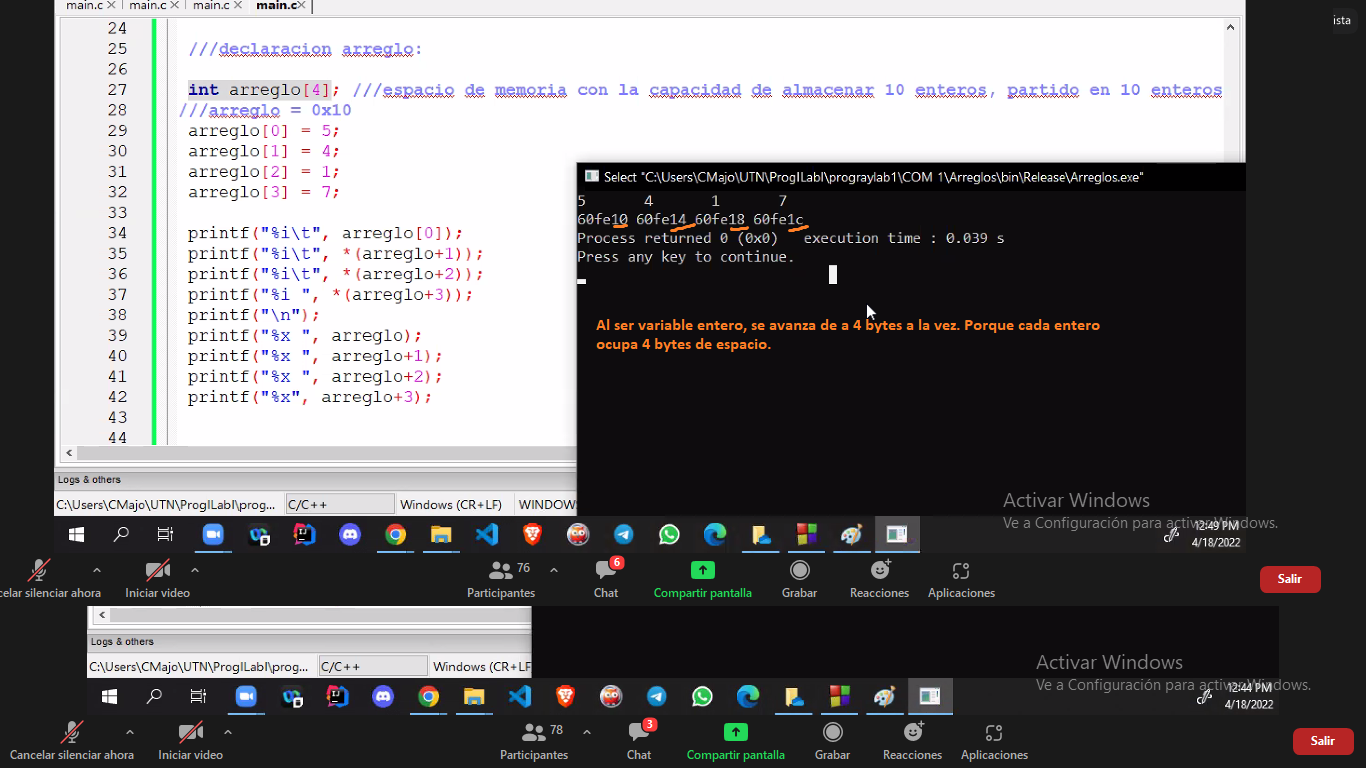 main.c main.c main.c main.c
ista
24
25 ///declaracion arreglo:
26
27 int arreglo[4]; ///espacio de memoria con la capacidad de almacenar 10 enteros, partido en 10 enteros
28 ///arreglo = 0x10
29 arreglo[0] = 5;
30 arreglo[1] = 4;
31 arreglo[2] = 1;
32 arreglo[3] = 7;
33
34 printf("%i\t", arreglo[0]);
35 printf("%i\t", *(arreglo+1));
36 printf("%i\t", *(arreglo+2));
37 printf("%i ", *(arreglo+3));
38 printf("\n");
39 printf("%x ", arreglo);
40 printf("%x ", arreglo+1);
41 printf("%x ", arreglo+2);
42 printf("%x", arreglo+3);
43
44
Select "C:\Users\CMajo\UTN\ProgILabI\prograylab1\COM 1\Arreglos\bin\Release\Arreglos.exe"
5 4 1 7
60fe10 60fe14 60fe18 60fe1c
Process returned 0 (0x0) execution time : 0.039 s
Press any key to continue.
Al ser variable entero, se avanza de a 4 bytes a la vez. Porque cada entero
ocupa 4 bytes de espacio.
Logs & others
C:\Users\CMajo\UTN\ProgILabI\prog... C/C++ Windows (CR+LF) WINDOW
Activar Windows
Ve a Configuración para activar Windows.
12:49 PM
4/18/2022
celar silenciar ahora Iniciar video Participantes 76 Chat 6 Compartir pantalla Grabar Reacciones Aplicaciones Salir
Logs & others
C:\Users\CMajo\UTN\ProgILabI\prog... C/C++ Windows (CR+LF
Activar Windows
Ve a Configuración para activar Windows.
12:44 PM
4/18/2022
Cancelar silenciar ahora Iniciar video Participantes 78 Chat 3 Compartir pantalla Grabar Reacciones Aplicaciones Salir